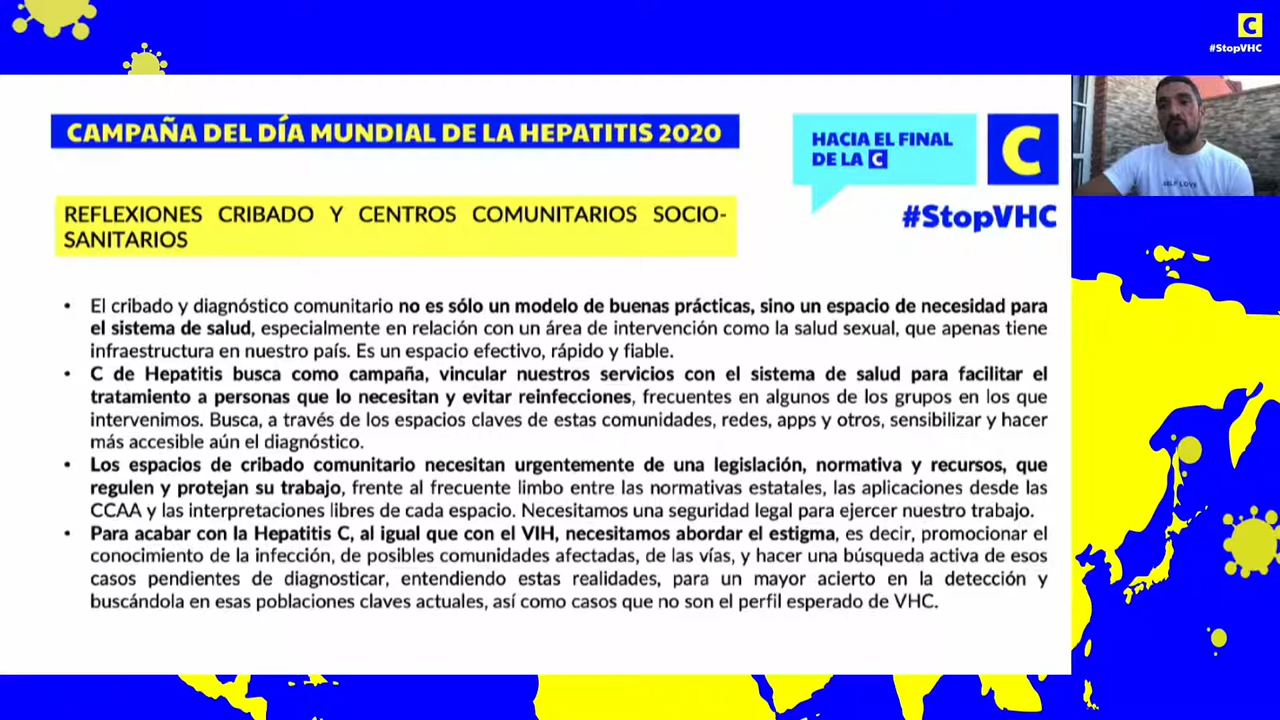 C
#StopVHC
CAMPAÑA DEL DÍA MUNDIAL DE LA HEPATITIS 2020
HACIA EL FINAL
DE LA C
C
#StopVHC
REFLEXIONES CRIBADO Y CENTROS COMUNITARIOS SOCIO-
SANITARIOS
• El cribado y diagnóstico comunitario no es sólo un modelo de buenas prácticas, sino un espacio de necesidad para
el sistema de salud, especialmente en relación con un área de intervención como la salud sexual, que apenas tiene
infraestructura en nuestro país. Es un espacio efectivo, rápido y fiable.
• C de Hepatitis busca como campaña, vincular nuestros servicios con el sistema de salud para facilitar el
tratamiento a personas que lo necesitan y evitar reinfecciones, frecuentes en algunos de los grupos en los que
intervenimos. Busca, a través de los espacios claves de estas comunidades, redes, apps y otros, sensibilizar y hacer
más accesible aún el diagnóstico.
• Los espacios de cribado comunitario necesitan urgentemente de una legislación, normativa y recursos, que
regulen y protejan su trabajo, frente al frecuente limbo entre las normativas estatales, las aplicaciones desde las
CCAA y las interpretaciones libres de cada espacio. Necesitamos una seguridad legal para ejercer nuestro trabajo.
• Para acabar con la Hepatitis C, al igual que con el VIH, necesitamos abordar el estigma, es decir, promocionar el
conocimiento de la infección, de posibles comunidades afectadas, de las vías, y hacer una búsqueda activa de esos
casos pendientes de diagnosticar, entendiendo estas realidades, para un mayor acierto en la detección y
buscándola en esas poblaciones claves actuales, así como casos que no son el perfil esperado de VHC.
SELF LOVE